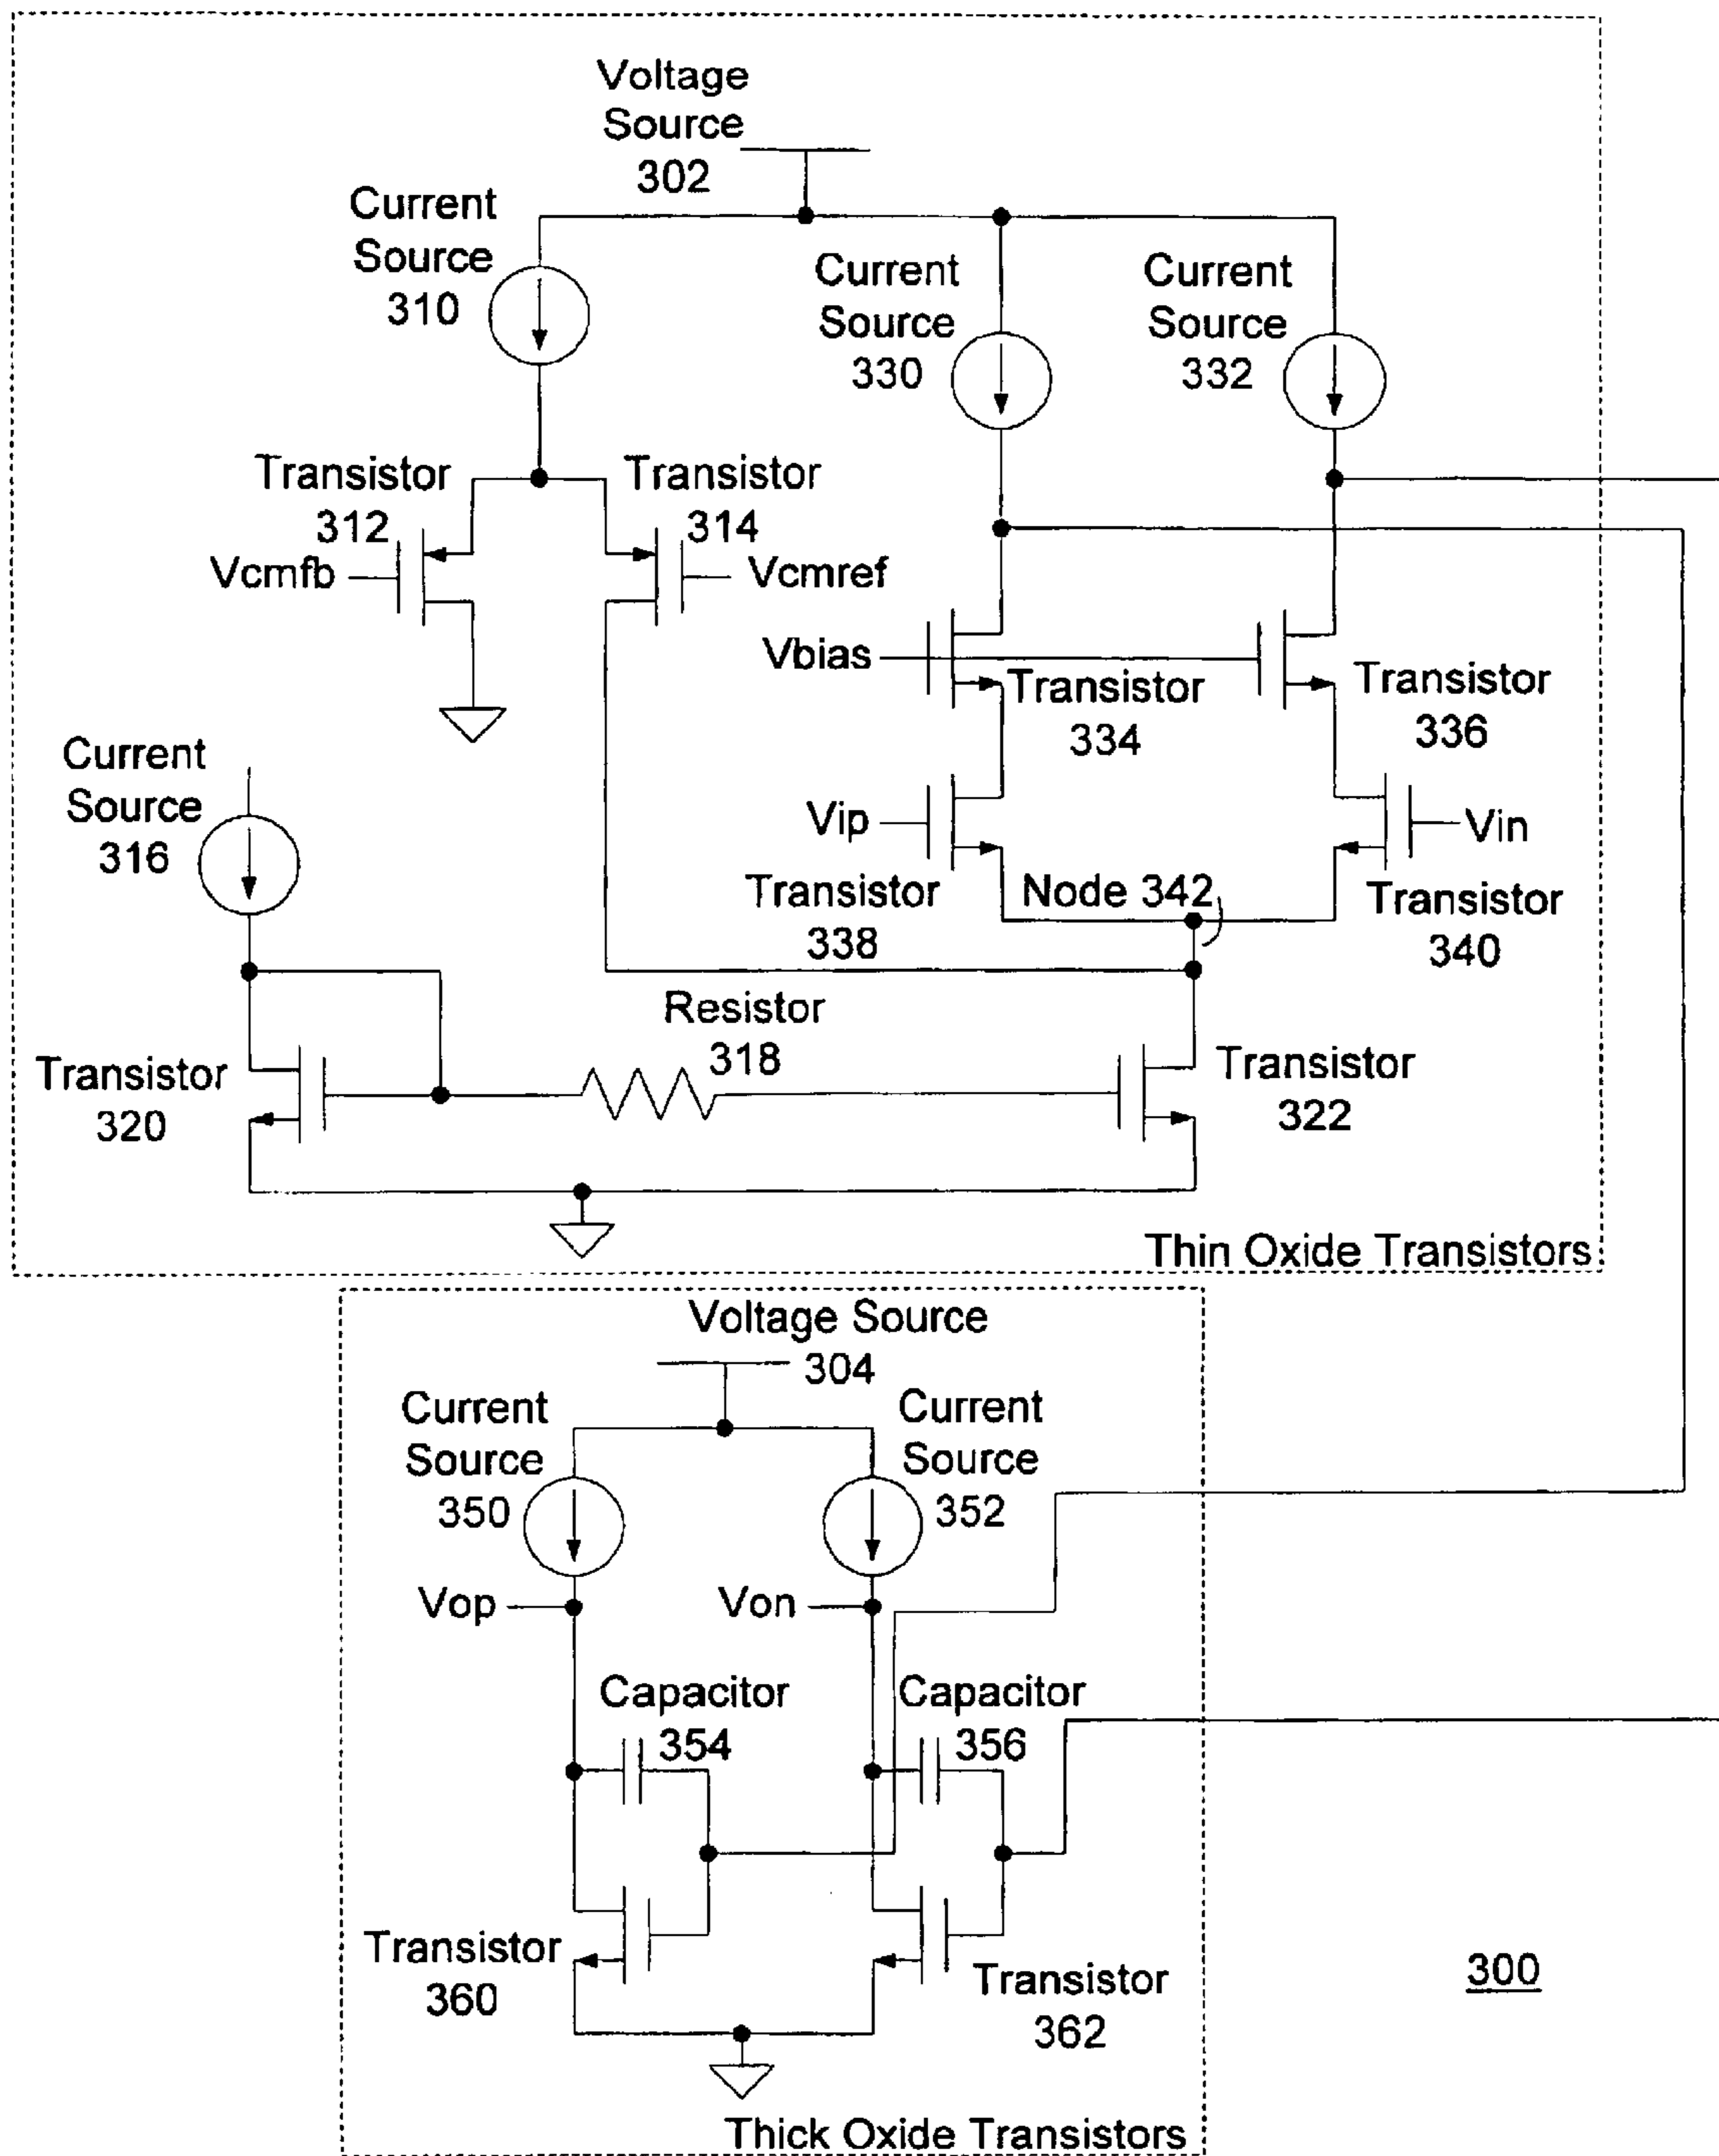 Voltage
Source
302
Current
Source
310
Current
Source
330
Current
Source
332
Transistor
312
Transistor
314
Vcmfb
Vcmref
Vbias
Transistor
334
Transistor
336
Current
Source
316
Vip
Vin
Transistor
338
Node 342
Transistor
340
Resistor
318
Transistor
320
Transistor
322
Thin Oxide Transistors
Voltage Source
304
Current
Source
350
Current
Source
352
Vop
Von
Capacitor
354
Capacitor
356
Transistor
360
Transistor
362
300
Thick Oxide Transistors